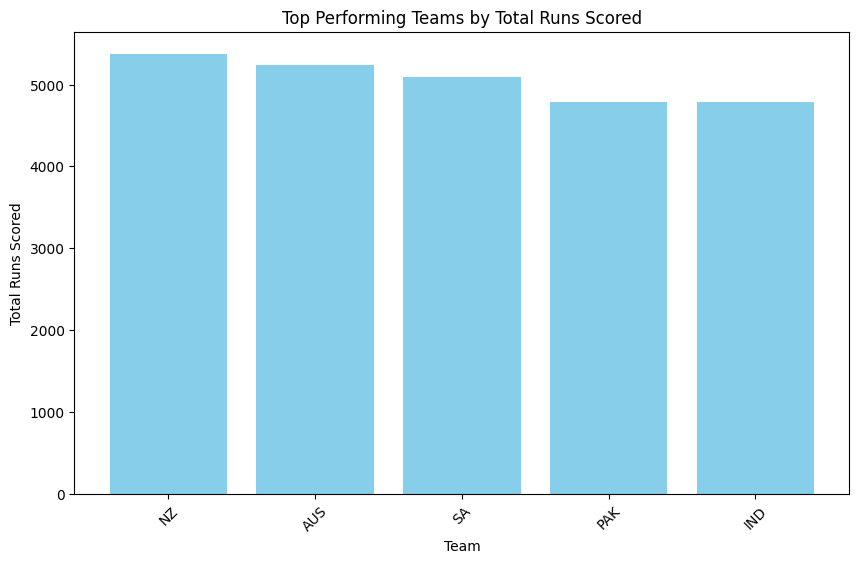 Top Performing Teams by Total Runs Scored
Total Runs Scored
5000
4000
3000
2000
1000
0
NZ
AUS
SA
PAK
IND
Team